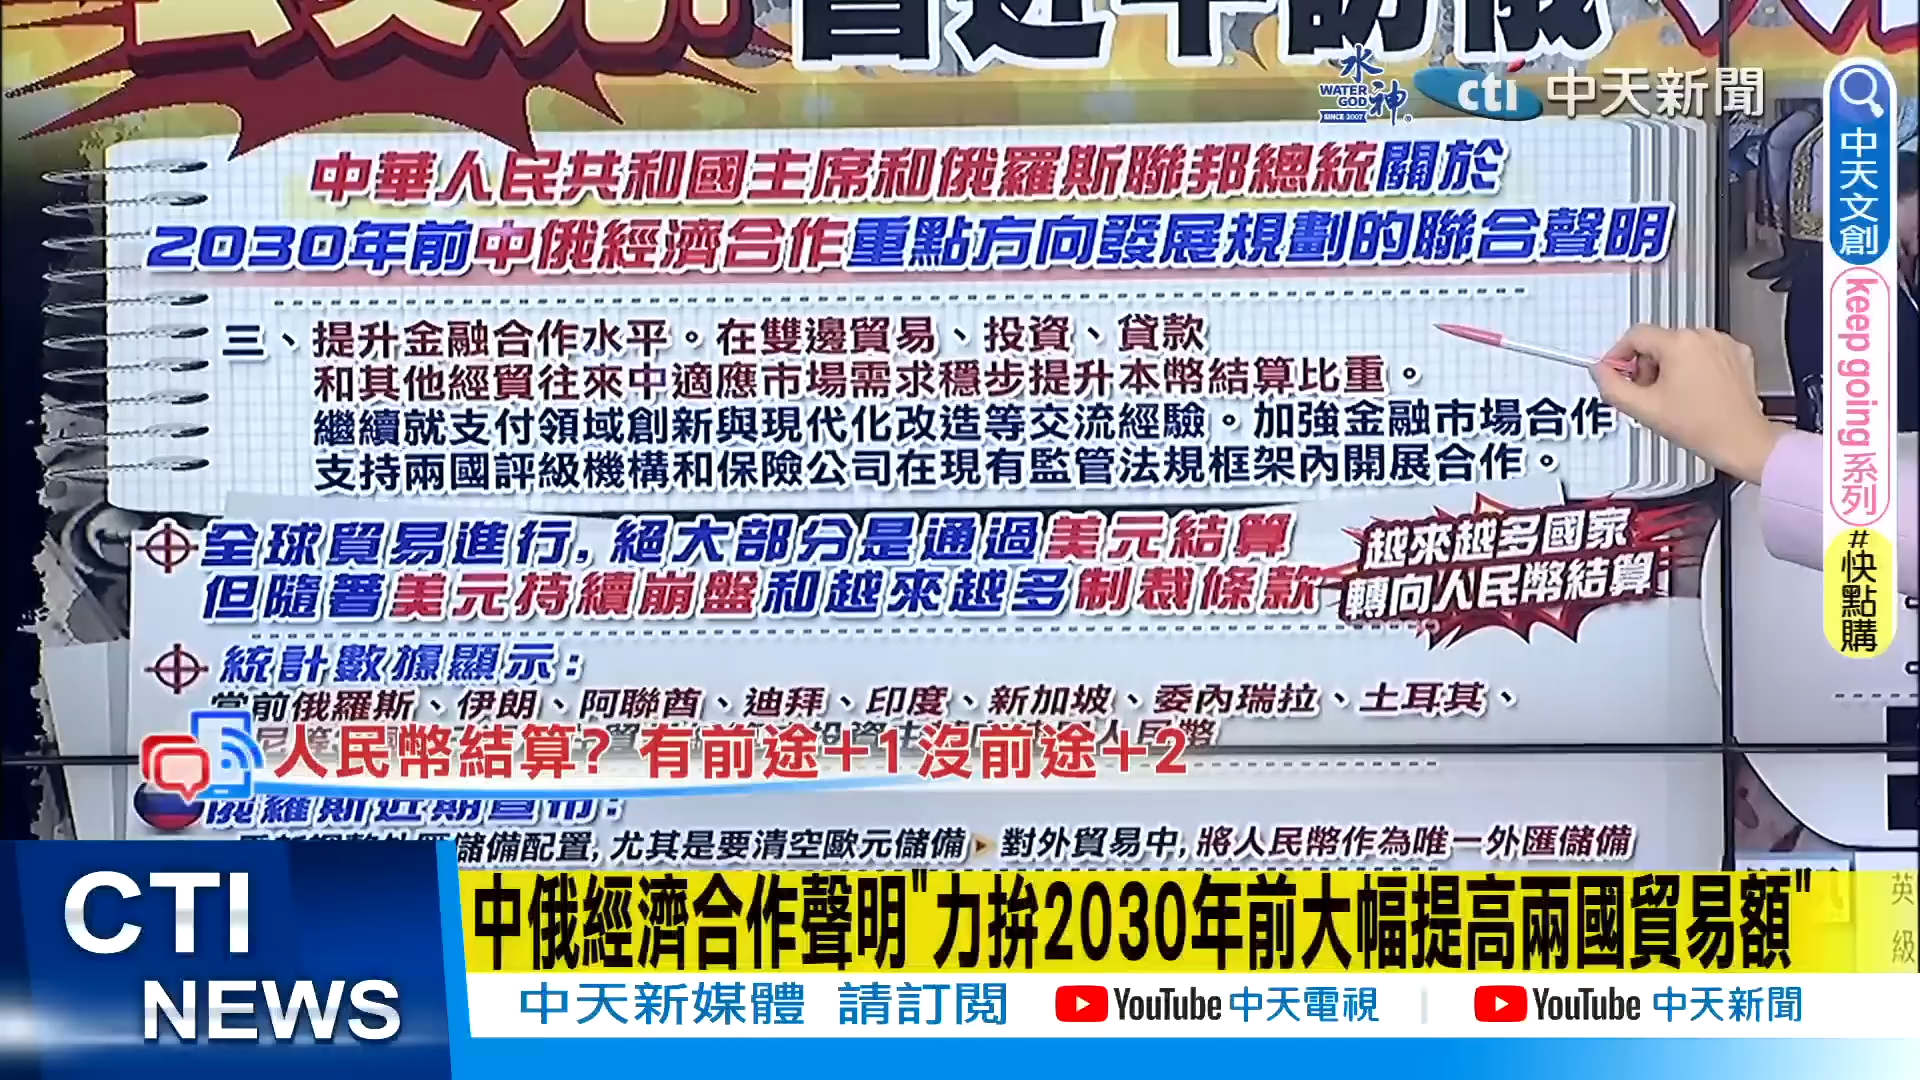 水神
WATER GOD
SINCE 2007
cti 中天新聞
中天文創
keep going系列
#快點購
中華人民共和國主席和俄羅斯聯邦總統關於
2030年前中俄經濟合作重點方向發展規劃的聯合聲明
三、提升金融合作水平。在雙邊貿易、投資、貸款
和其他經貿往來中適應市場需求穩步提升本幣結算比重。
繼續就支付領域創新與現代化改造等交流經驗。加強金融市場合作
支持兩國評級機構和保險公司在現有監管法規框架內開展合作。
全球貿易進行,絕大部分是通過美元結算
但隨著美元持續崩盤和越來越多制裁條款
越來越多國家
轉向人民幣結算
統計數據顯示:
當前俄羅斯、伊朗、阿聯酋、迪拜、印度、新加坡、委內瑞拉、土耳其、
人民幣結算? 有前途+1沒前途+2
俄羅斯近期宣布:
儲備配置,尤其是要清空歐元儲備 對外貿易中,將人民幣作為唯一外匯儲備
英
級
CTI
NEWS
中俄經濟合作聲明"力拚2030年前大幅提高兩國貿易額"
中天新媒體 請訂閱 YouTube 中天電視 | YouTube 中天新聞